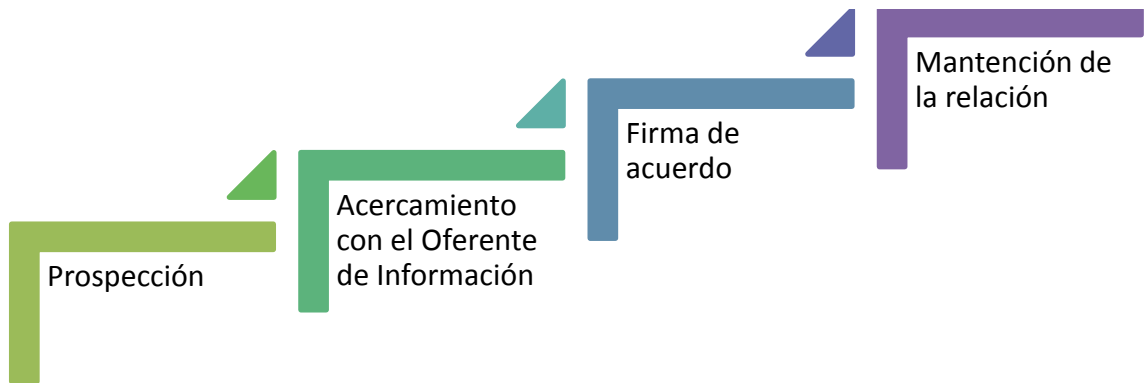 Prospección
Acercamiento
con el Oferente
de Información
Firma de
acuerdo
Mantención de
la relación